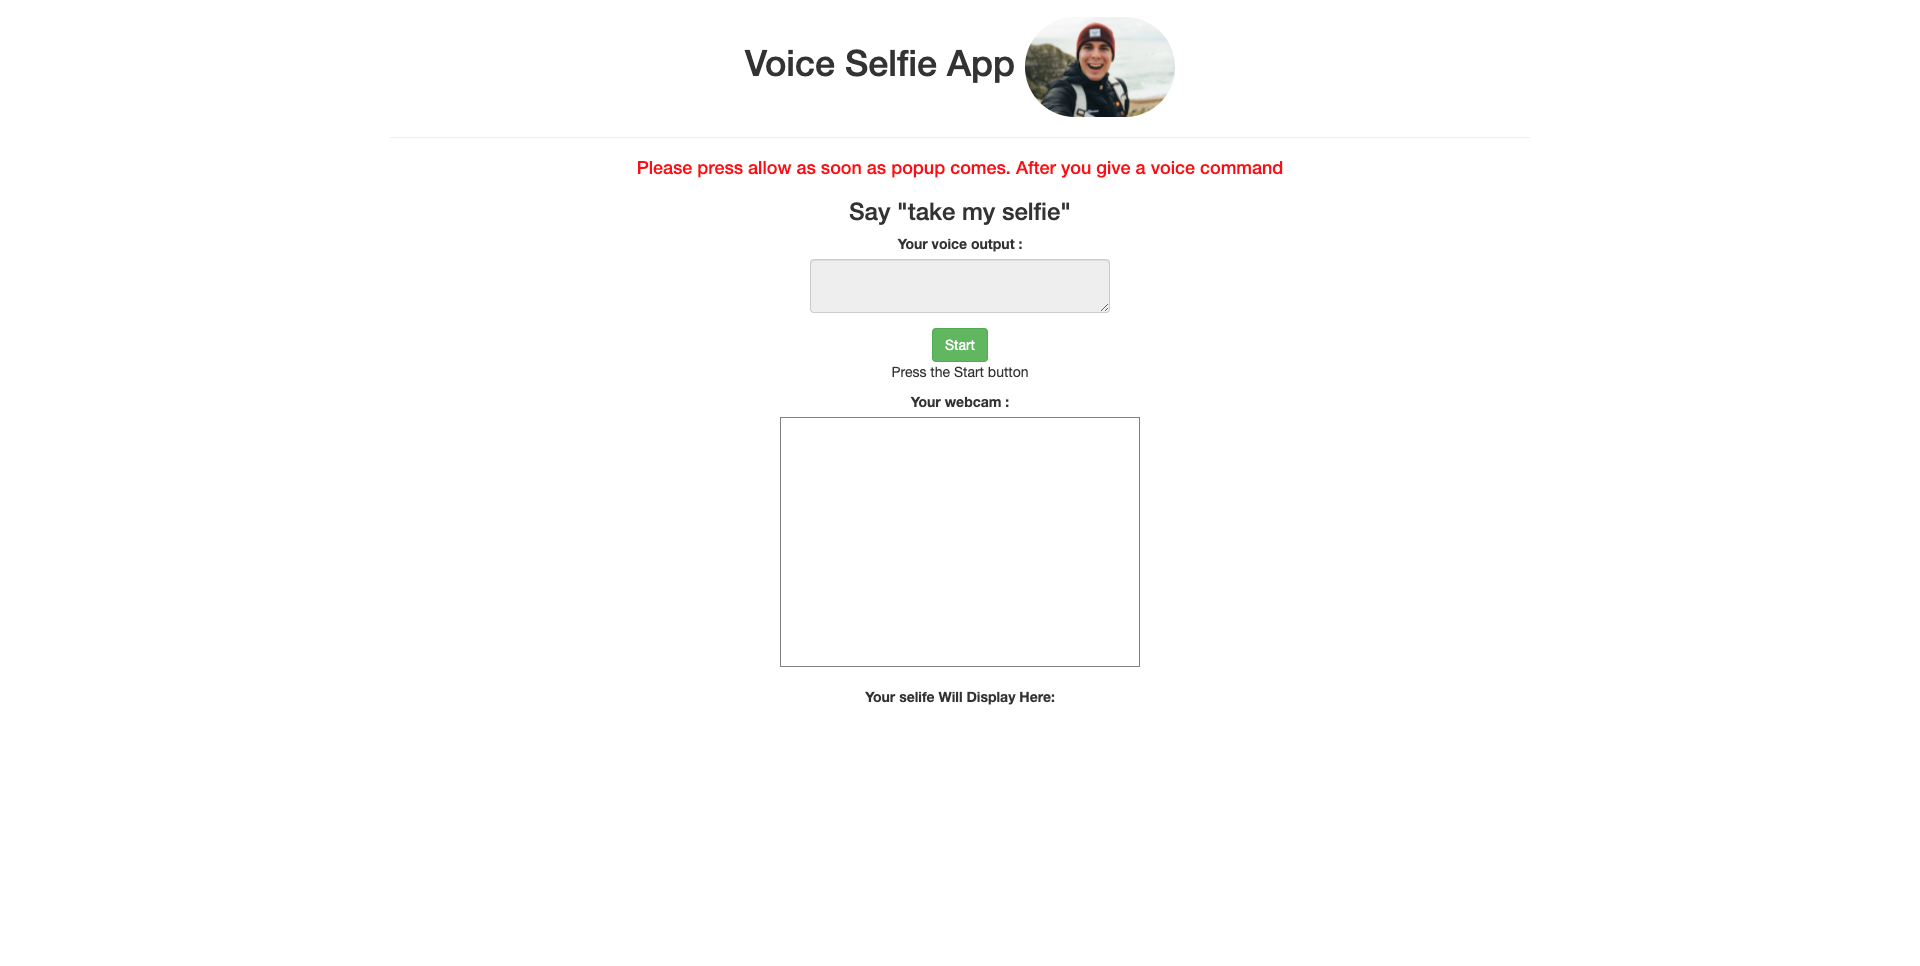 Voice Selfie App
Please press allow as soon as popup comes. After you give a voice command
Say "take my selfie"
Your voice output :
Start
Press the Start button
Your webcam :
Your selife Will Display Here: